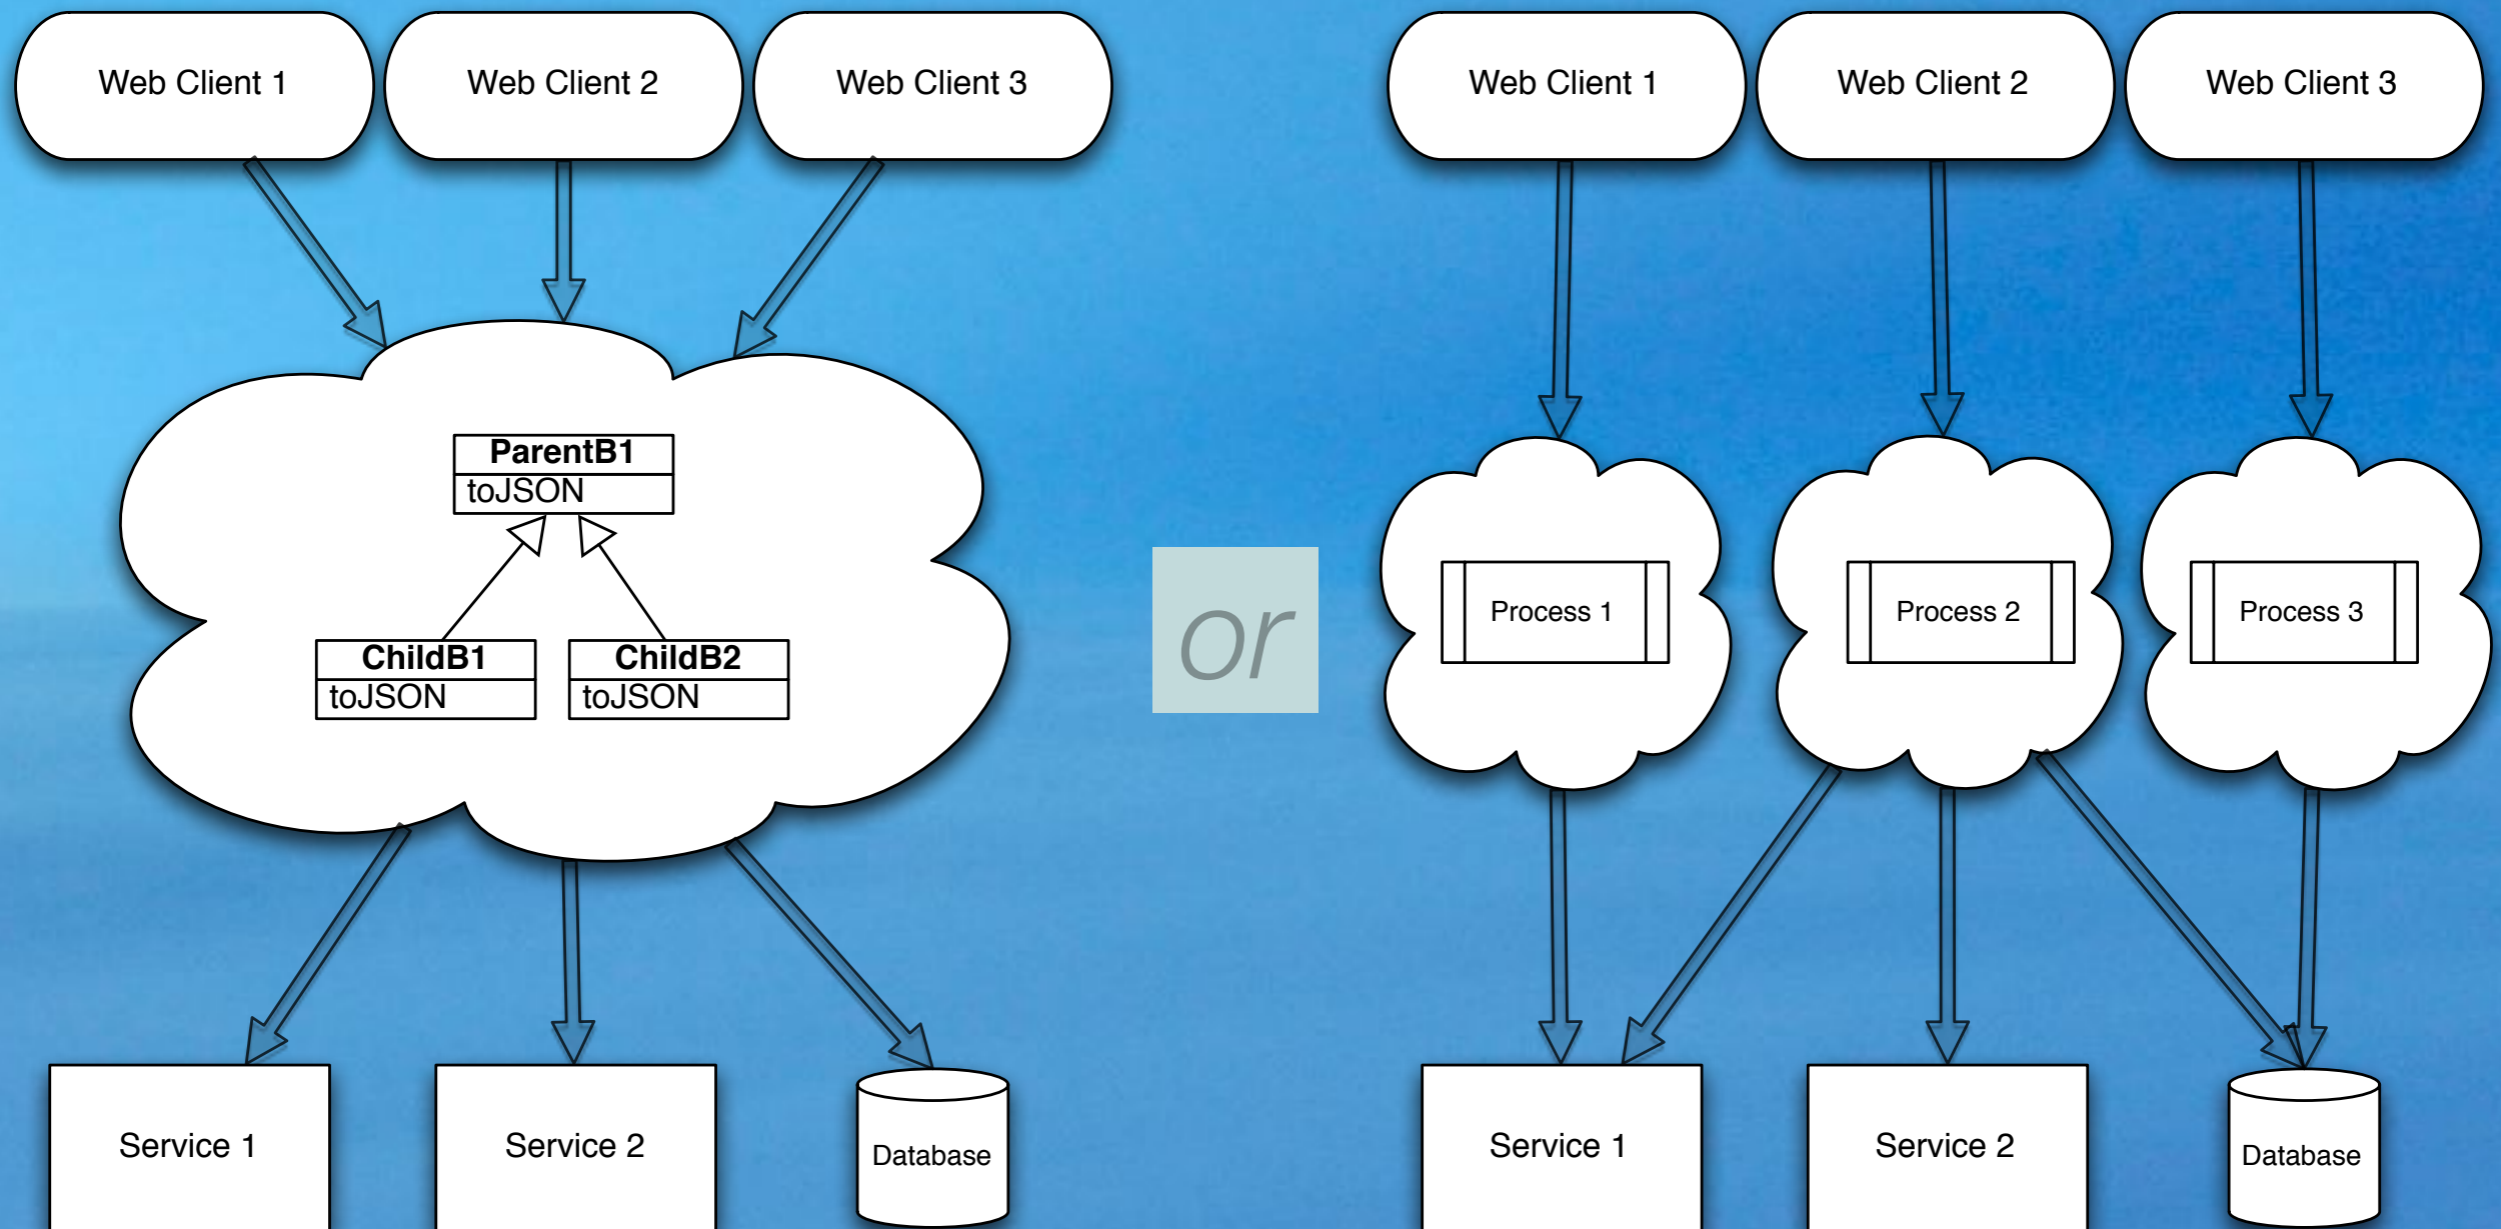 Web Client 1
Web Client 2
Web Client 3
ParentB1
toJSON
ChildB1
toJSON
ChildB2
toJSON
Service 1
Service 2
Database
or
Web Client 1
Web Client 2
Web Client 3
Process 1
Process 2
Process 3
Service 1
Service 2
Database